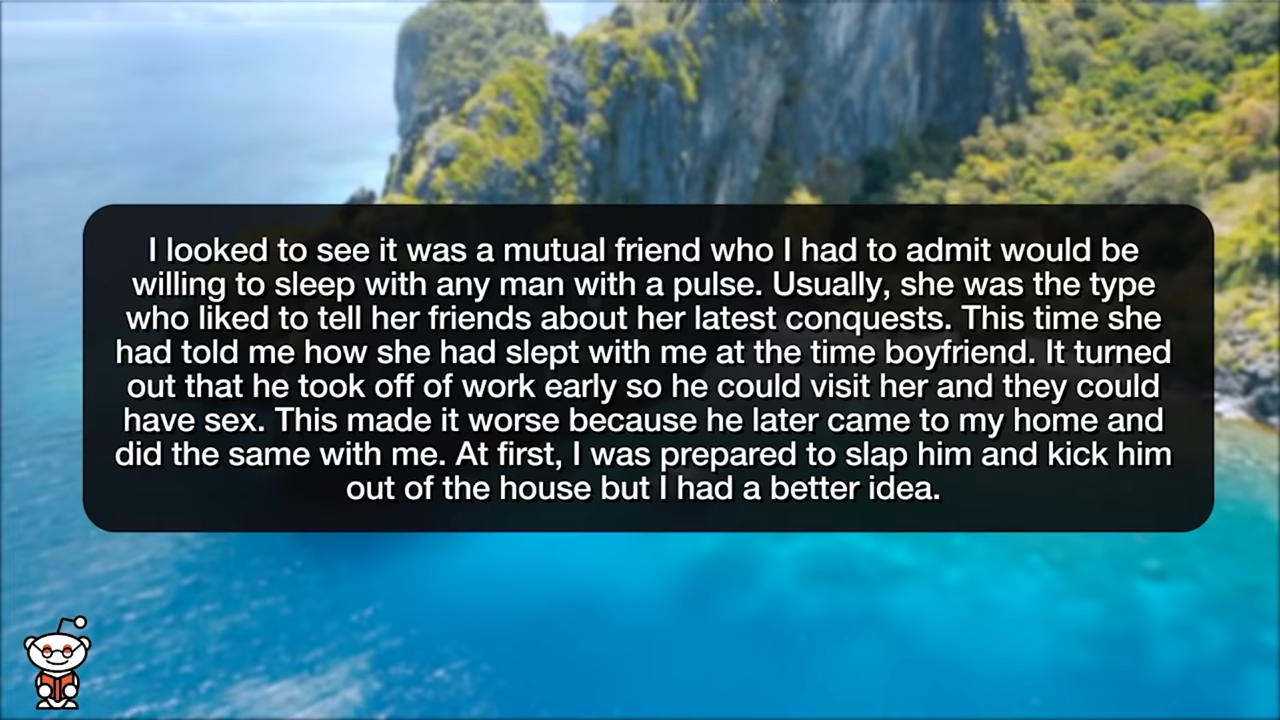 I looked to see it was a mutual friend who I had to admit would be
willing to sleep with any man with a pulse. Usually, she was the type
who liked to tell her friends about her latest conquests. This time she
had told me how she had slept with me at the time boyfriend. It turned
out that he took off of work early so he could visit her and they could
have sex. This made it worse because he later came to my home and
did the same with me. At first, I was prepared to slap him and kick him
out of the house but I had a better idea.